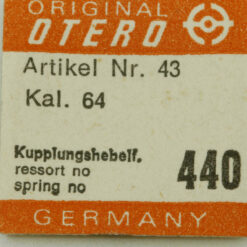 ORIGINAL
OTERO
Artikel Nr. 43
Kal. 64
Kupplungshebelf.
ressort no
spring no
440
GERMANY